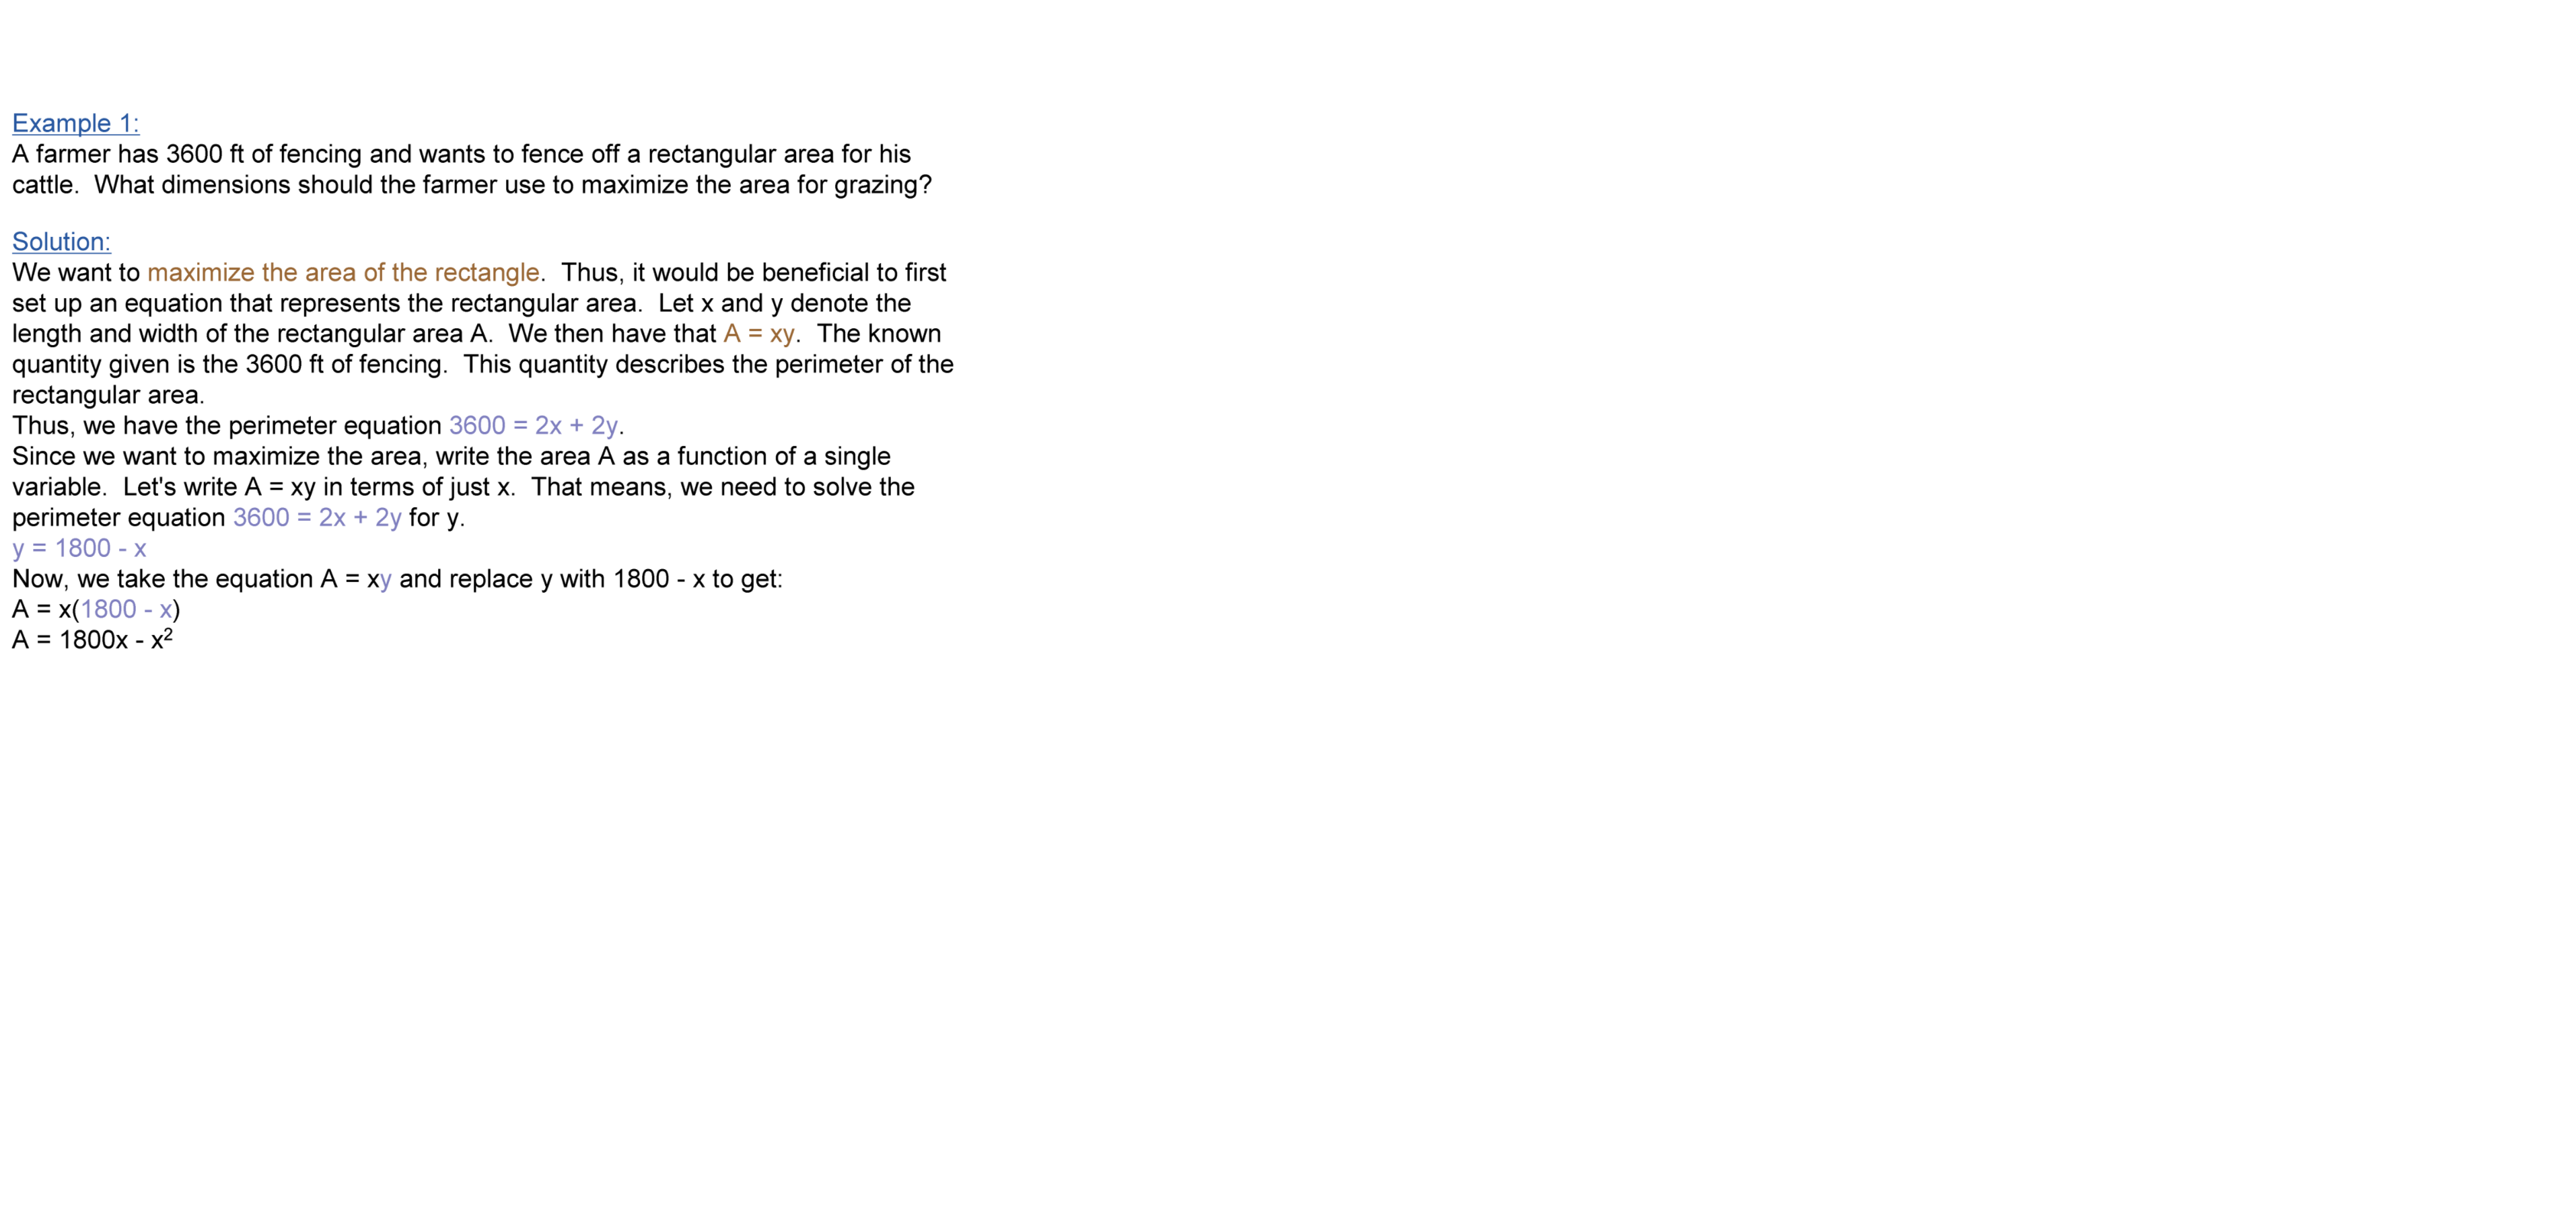 Example 1:
A farmer has 3600 ft of fencing and wants to fence off a rectangular area for his
cattle.  What dimensions should the farmer use to maximize the area for grazing?
Solution:
We want to maximize the area of the rectangle.  Thus, it would be beneficial to first
set up an equation that represents the rectangular area.  Let x and y denote the
length and width of the rectangular area A.  We then have that A = xy.  The known
quantity given is the 3600 ft of fencing.  This quantity describes the perimeter of the
rectangular area.
Thus, we have the perimeter equation 3600 = 2x + 2y.
Since we want to maximize the area, write the area A as a function of a single
variable.  Let's write A = xy in terms of just x.  That means, we need to solve the
perimeter equation 3600 = 2x + 2y for y.
y = 1800 - x
Now, we take the equation A = xy and replace y with 1800 - x to get:
A = x(1800 - x)
A = 1800x - x²